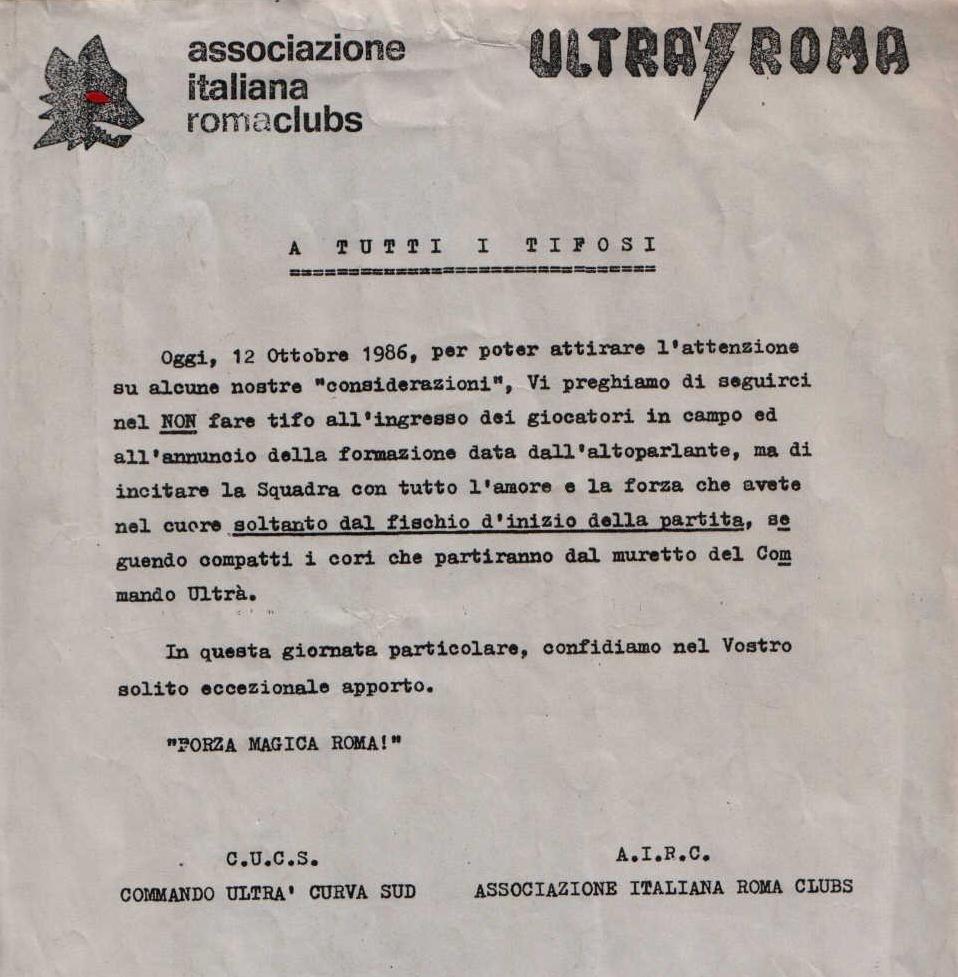 associazione
italiana
romaclubs
ULTRA' ROMA
A TUTTI I TIFOSI
================================
Oggi, 12 Ottobre 1986, per poter attirare l'attenzione
su alcune nostre "considerazioni", Vi preghiamo di seguirci
nel NON fare tifo all'ingresso dei giocatori in campo ed
all'annuncio della formazione data dall'altoparlante, ma di
incitare la Squadra con tutto l'amore e la forza che avete
nel cuore soltanto dal fischio d'inizio della partita, se
guendo compatti i cori che partiranno dal muretto del Com
mando Ultrà.
In questa giornata particolare, confidiamo nel Vostro
solito eccezionale apporto.
"FORZA MAGICA ROMA!"
C.U.C.S.
COMMANDO ULTRA' CURVA SUD
A.I.R.C.
ASSOCIAZIONE ITALIANA ROMA CLUBS